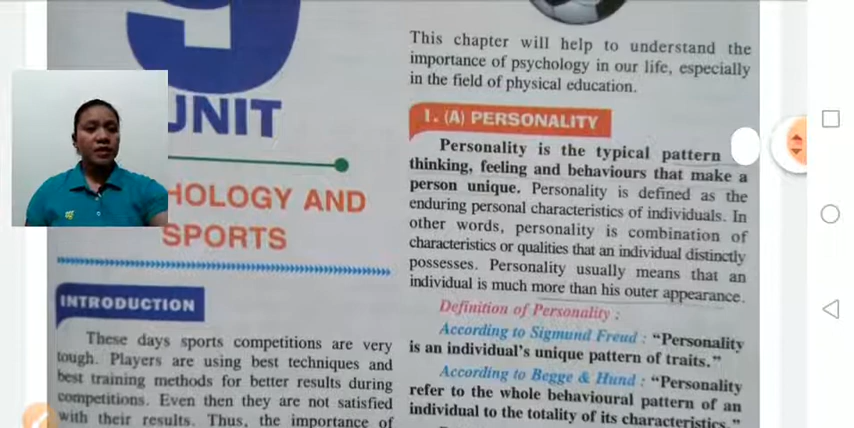 9
UNIT
HOLOGY AND
SPORTS
INTRODUCTION
These days sports competitions are very
tough. Players are using best techniques and
best training methods for better results during
competitions. Even then they are not satisfied
with their results. Thus, the importance of
This chapter will help to understand the
importance of psychology in our life, especially
in the field of physical education.
1. (A) PERSONALITY
Personality is the typical pattern
thinking, feeling and behaviours that make a
person unique. Personality is defined as the
enduring personal characteristics of individuals. In
other words, personality is combination of
characteristics or qualities that an individual distinctly
possesses. Personality usually means that an
individual is much more than his outer appearance.
Definition of Personality :
According to Sigmund Freud : "Personality
is an individual's unique pattern of traits."
According to Begge & Hund : "Personality
refer to the whole behavioural pattern of an
individual to the totality of its characteristics."